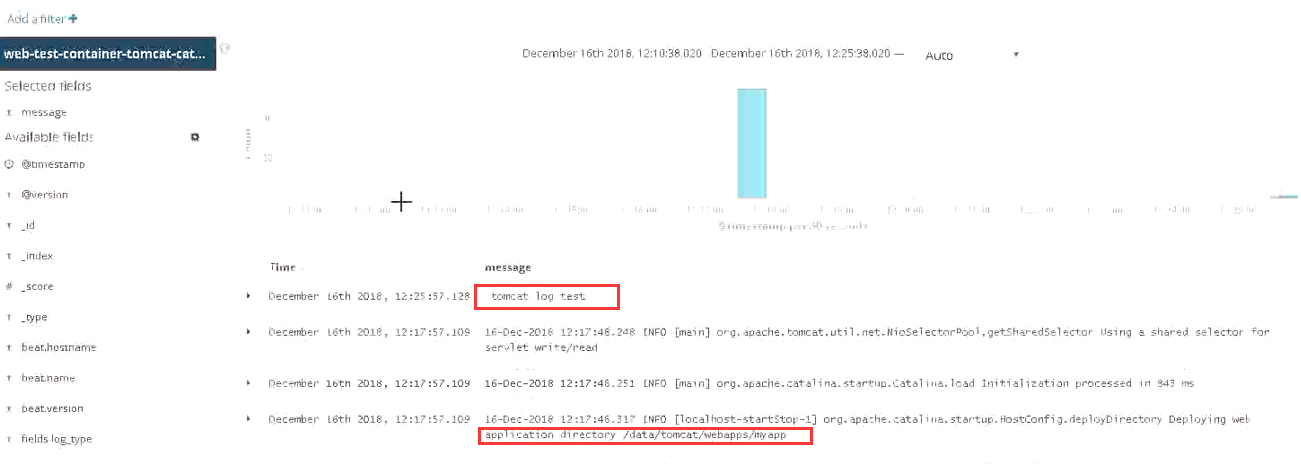 Add a filter +
web-test-container-tomcat-cat...
December 16th 2018, 12:10:38.020 December 16th 2018, 12:25:38.020 —
Auto
Selected fields
t message
Available fields
@timestamp
t @version
t _id
t _index
# _score
t _type
t beat.hostname
t beat.name
t beat.version
t fields.log_type
@timestamp per 30 seconds
Time message
December 16th 2018, 12:25:37.128 tomcat log test
December 16th 2018, 12:17:57.109 16-Dec-2018 12:17:48.248 INFO [main] org.apache.tomcat.util.net.NioSelectorPool.getSharedSelector Using a shared selector for
servlet write/read
December 16th 2018, 12:17:57.109 16-Dec-2018 12:17:48.251 INFO [main] org.apache.catalina.startup.Catalina.load Initialization processed in 843 ms
December 16th 2018, 12:17:57.109 16-Dec-2018 12:17:48.317 INFO [localhost-startStop-1] org.apache.catalina.startup.HostConfig.deployDirectory Deploying web
application directory /data/tomcat/webapps/myapp